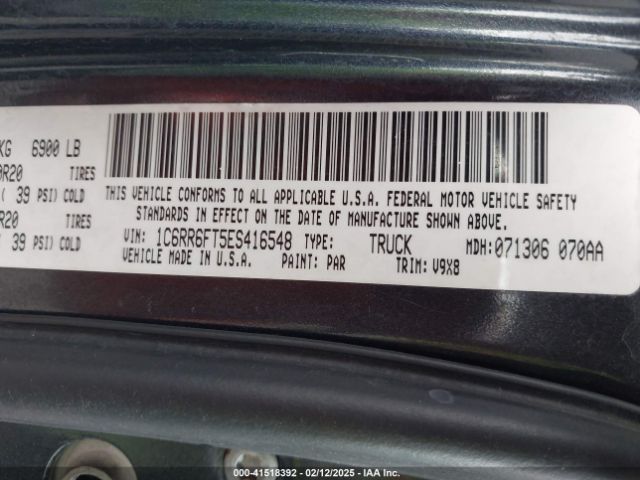 KG 6900 LB
0R20 TIRES
( 39 PSI) COLD
R20 TIRES
39 PSI) COLD
THIS VEHICLE CONFORMS TO ALL APPLICABLE U.S.A. FEDERAL MOTOR VEHICLE SAFETY
STANDARDS IN EFFECT ON THE DATE OF MANUFACTURE SHOWN ABOVE.
VIN: 1C6RR6FT5ES416548 TYPE: TRUCK MDH: 071306 070AA
VEHICLE MADE IN U.S.A. PAINT: PAR TRIM: V9X8
000-41518392 - 02/12/2025 - IAA Inc.